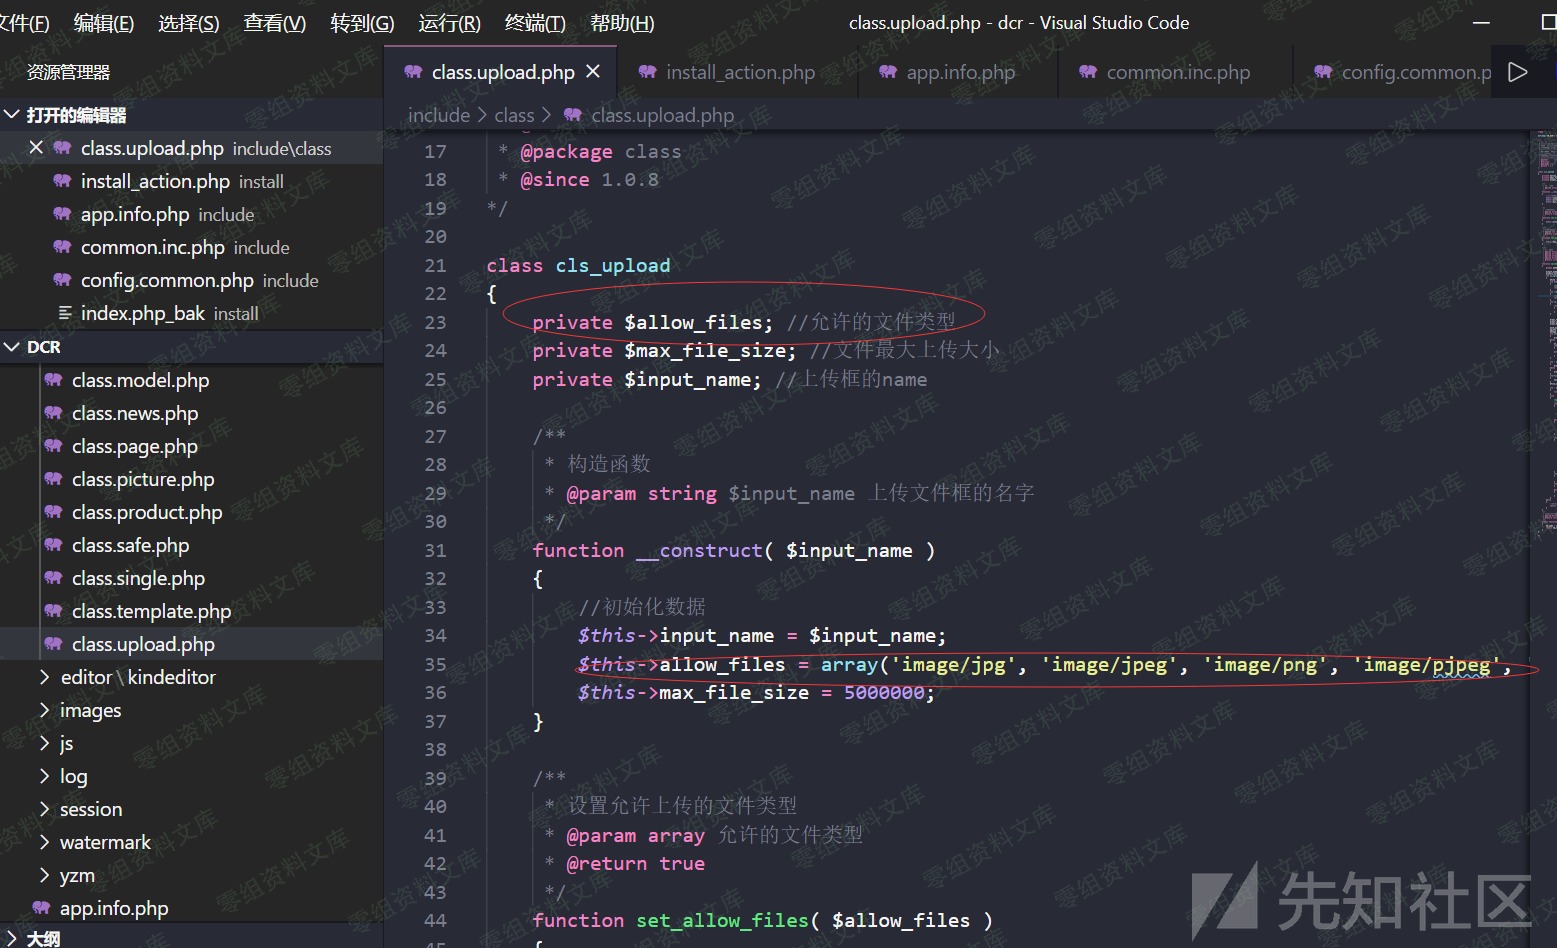 文件(F) 编辑(E) 选择(S) 查看(V) 转到(G) 运行(R) 终端(T) 帮助(H) class.upload.php - dcr - Visual Studio Code
资源管理器
class.upload.php install_action.php app.info.php common.inc.php config.common.p
打开的编辑器
include > class > class.upload.php
class.upload.php include\class
install_action.php install
app.info.php include
common.inc.php include
config.common.php include
index.php_bak install
DCR
class.model.php
class.news.php
class.page.php
class.picture.php
class.product.php
class.safe.php
class.single.php
class.template.php
class.upload.php
editor \ kindeditor
images
js
log
session
watermark
yzm
app.info.php
大纲
17 * @package class
18 * @since 1.0.8
19 */
20
21 class cls_upload
22 {
23 private $allow_files; //允许的文件类型
24 private $max_file_size; //文件最大上传大小
25 private $input_name; //上传框的name
26
27 /**
28 * 构造函数
29 * @param string $input_name 上传文件框的名字
30 */
31 function __construct( $input_name )
32 {
33 //初始化数据
34 $this->input_name = $input_name;
35 $this->allow_files = array('image/jpg', 'image/jpeg', 'image/png', 'image/pjpeg',
36 $this->max_file_size = 5000000;
37 }
38
39 /**
40 * 设置允许上传的文件类型
41 * @param array 允许的文件类型
42 * @return true
43 */
44 function set_allow_files( $allow_files )
45 {
零组资料文库
先知社区